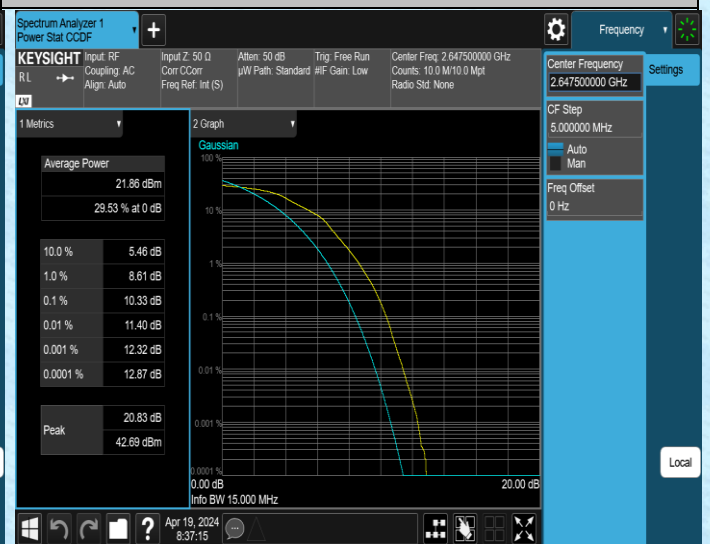 Spectrum Analyzer 1
Power Stat CCDF
Frequency
KEYSIGHT
RL
LXI
Input: RF
Coupling: AC
Align: Auto
Input Z: 50 Ω
Corr CCorr
Freq Ref: Int (S)
Atten: 50 dB
µW Path: Standard
Trig: Free Run
#IF Gain: Low
Center Freq: 2.647500000 GHz
Counts: 10.0 M/10.0 Mpt
Radio Std: None
Center Frequency
2.647500000 GHz
Settings
CF Step
5.000000 MHz
Auto
Man
Freq Offset
0 Hz
1 Metrics
Average Power
21.86 dBm
29.53 % at 0 dB
10.0 % 5.46 dB
1.0 % 8.61 dB
0.1 % 10.33 dB
0.01 % 11.40 dB
0.001 % 12.32 dB
0.0001 % 12.87 dB
Peak 20.83 dB
42.69 dBm
2 Graph
Gaussian
100 %
10 %
1 %
0.1 %
0.01 %
0.001 %
0.0001 %
0.00 dB 20.00 dB
Info BW 15.000 MHz
Local
?
Apr 19, 2024
8:37:15